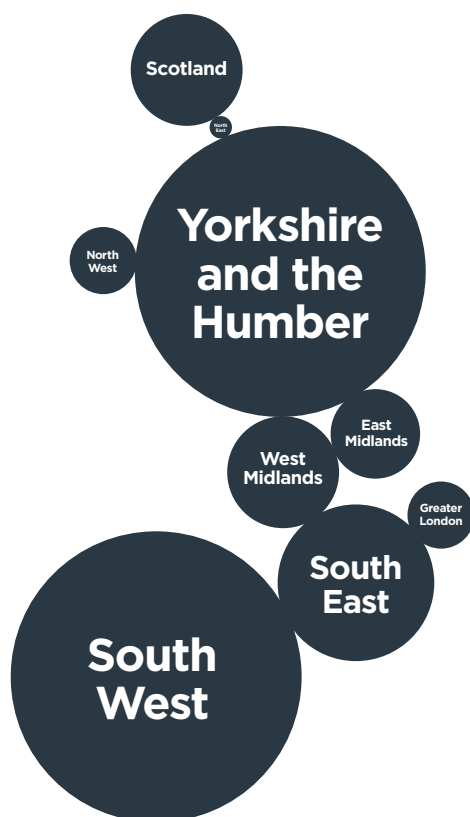 Scotland
North
East
Yorkshire
and the
Humber
North
West
East
Midlands
West
Midlands
Greater
London
South
East
South
West